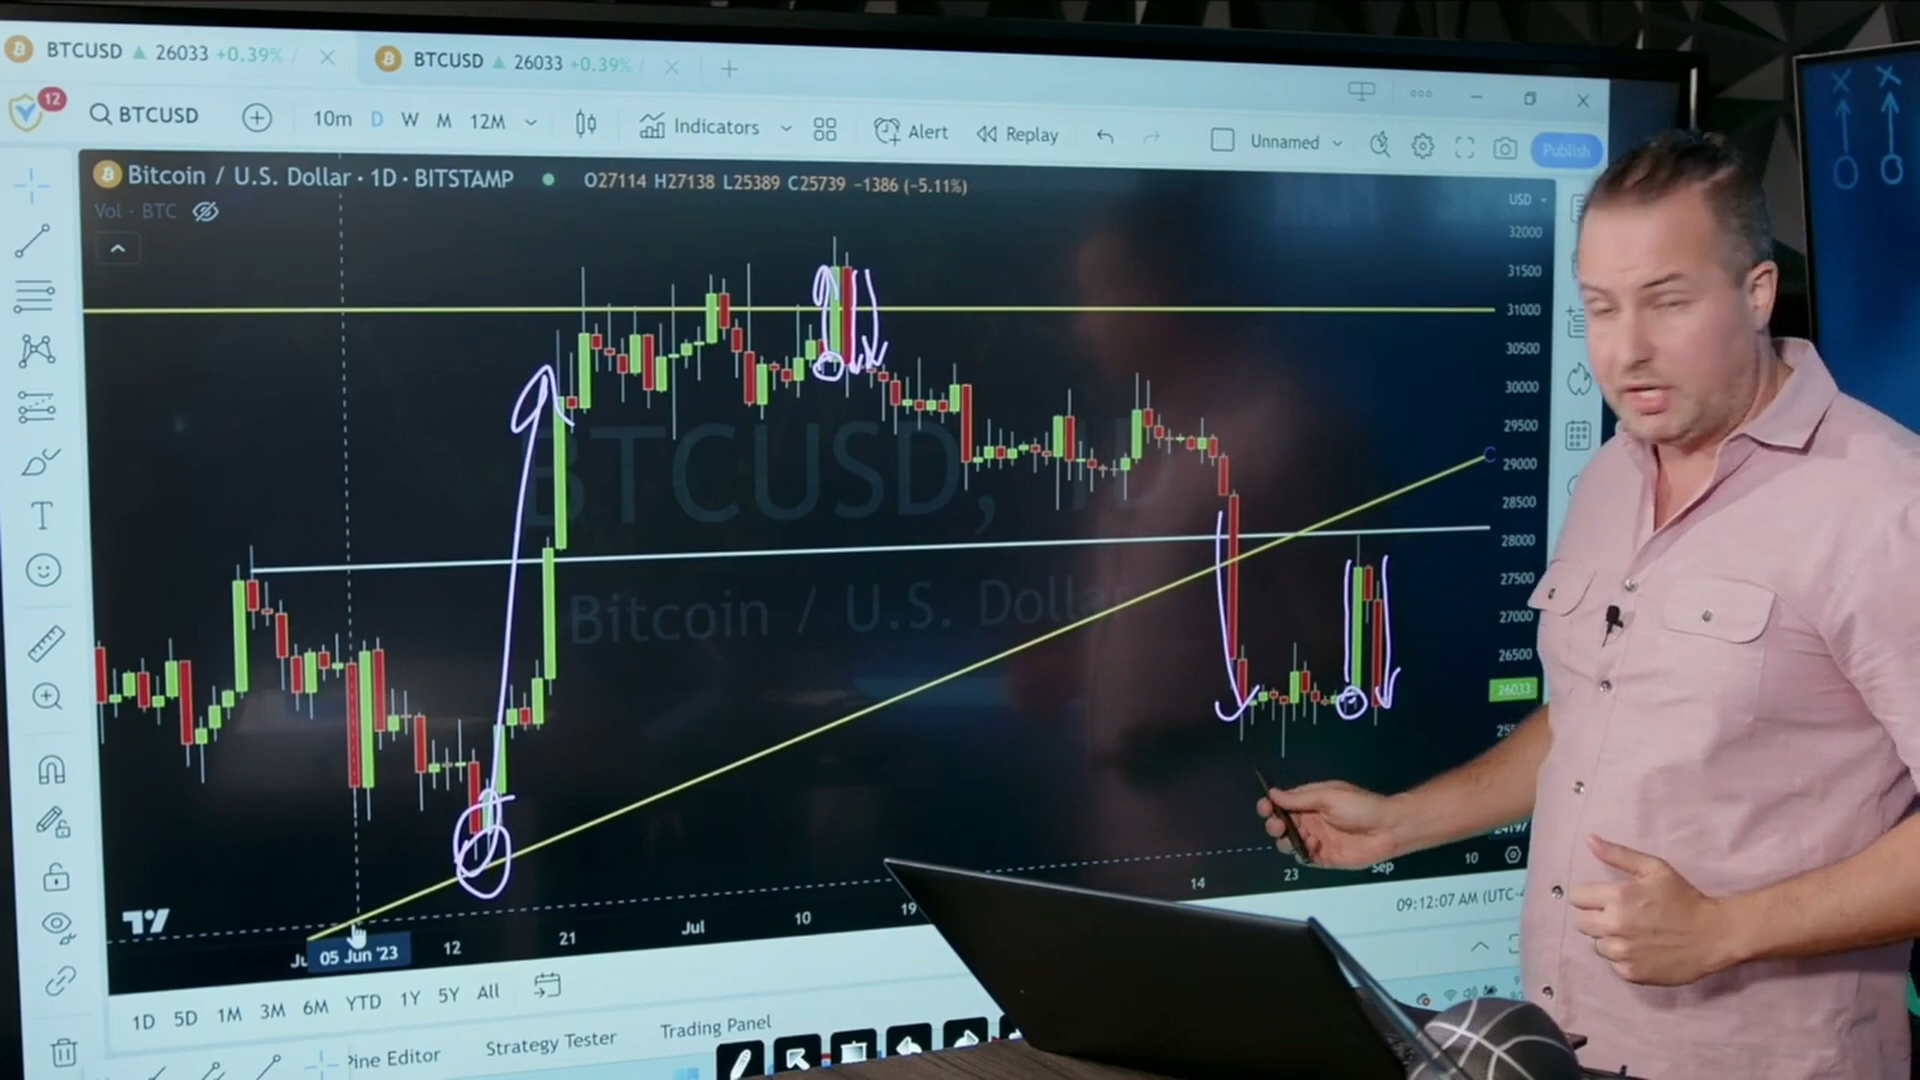 BTCUSD ▲ 26033 +0.39% /
BTCUSD ▲ 26033 +0.39% /
12
BTCUSD
10m D W M 12M
Indicators
Alert
Replay
Unnamed
Publish
Bitcoin / U.S. Dollar · 1D · BITSTAMP
O27114 H27138 L25389 C25739 −1386 (−5.11%)
Vol · BTC
USD
32000
31500
31000
30500
30000
29500
29000
28500
28000
27500
27000
26500
26033
BTCUSD, 1D
Bitcoin / U.S. Dolla
C
05 Jun '23
12
21
Jul
10
19
14
23
Sep
10
09:12:07 AM (UTC-
1D 5D 1M 3M 6M YTD 1Y 5Y All
Pine Editor
Strategy Tester
Trading Panel